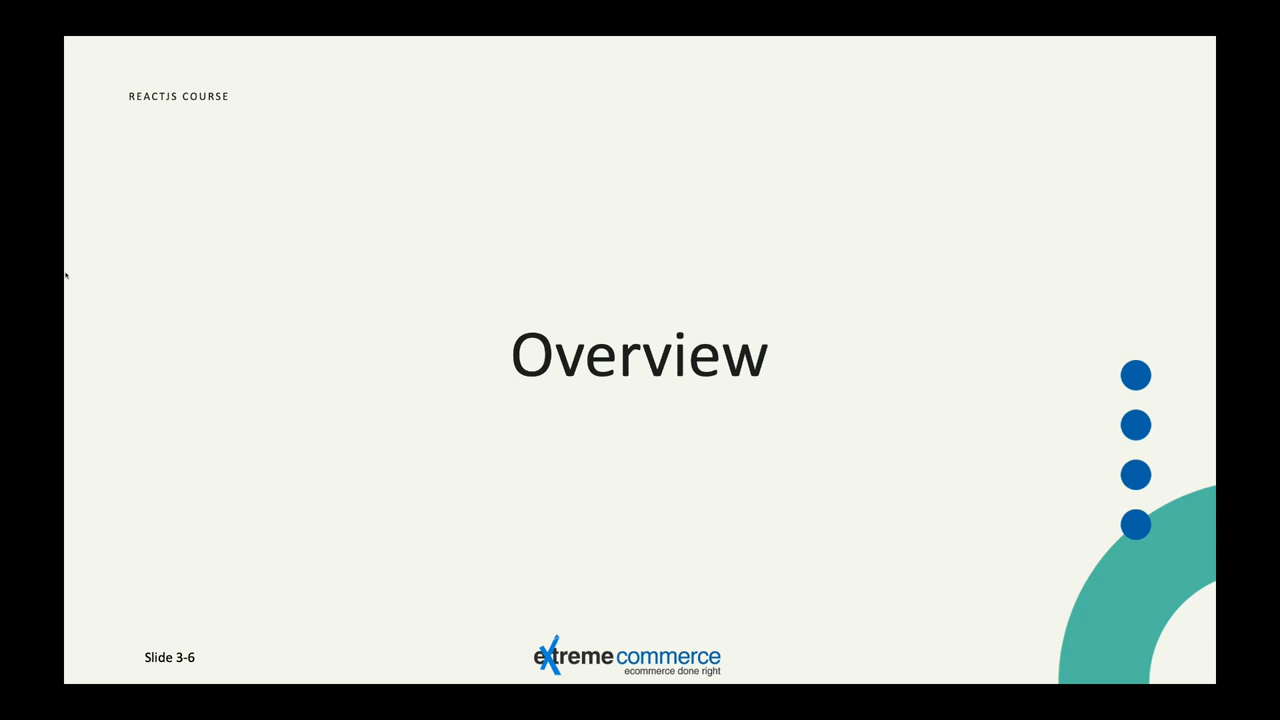 REACTJS COURSE
Overview
Slide 3-6
extreme commerce
ecommerce done right